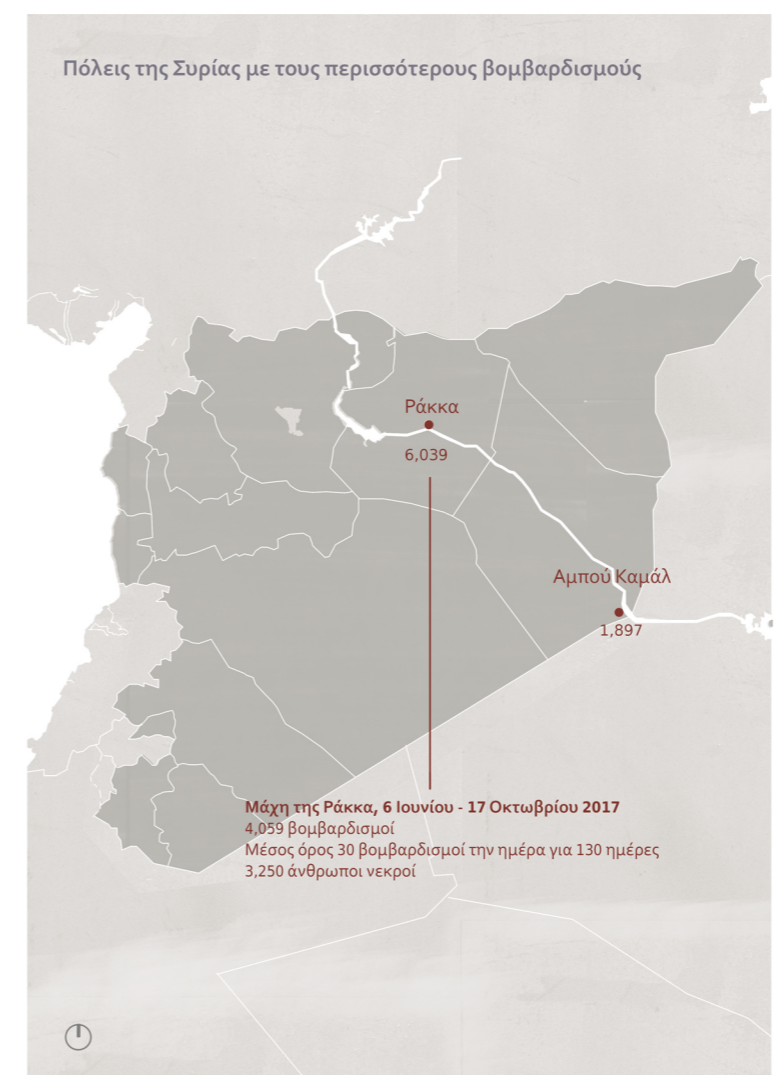 Πόλεις της Συρίας με τους περισσότερους βομβαρδισμούς
Ράκκα
6,039
Αμπού Καμάλ
1,897
Μάχη της Ράκκα, 6 Ιουνίου - 17 Οκτωβρίου 2017
4,059 βομβαρδισμοί
Μέσος όρος 30 βομβαρδισμοί την ημέρα για 130 ημέρες
3,250 άνθρωποι νεκροί